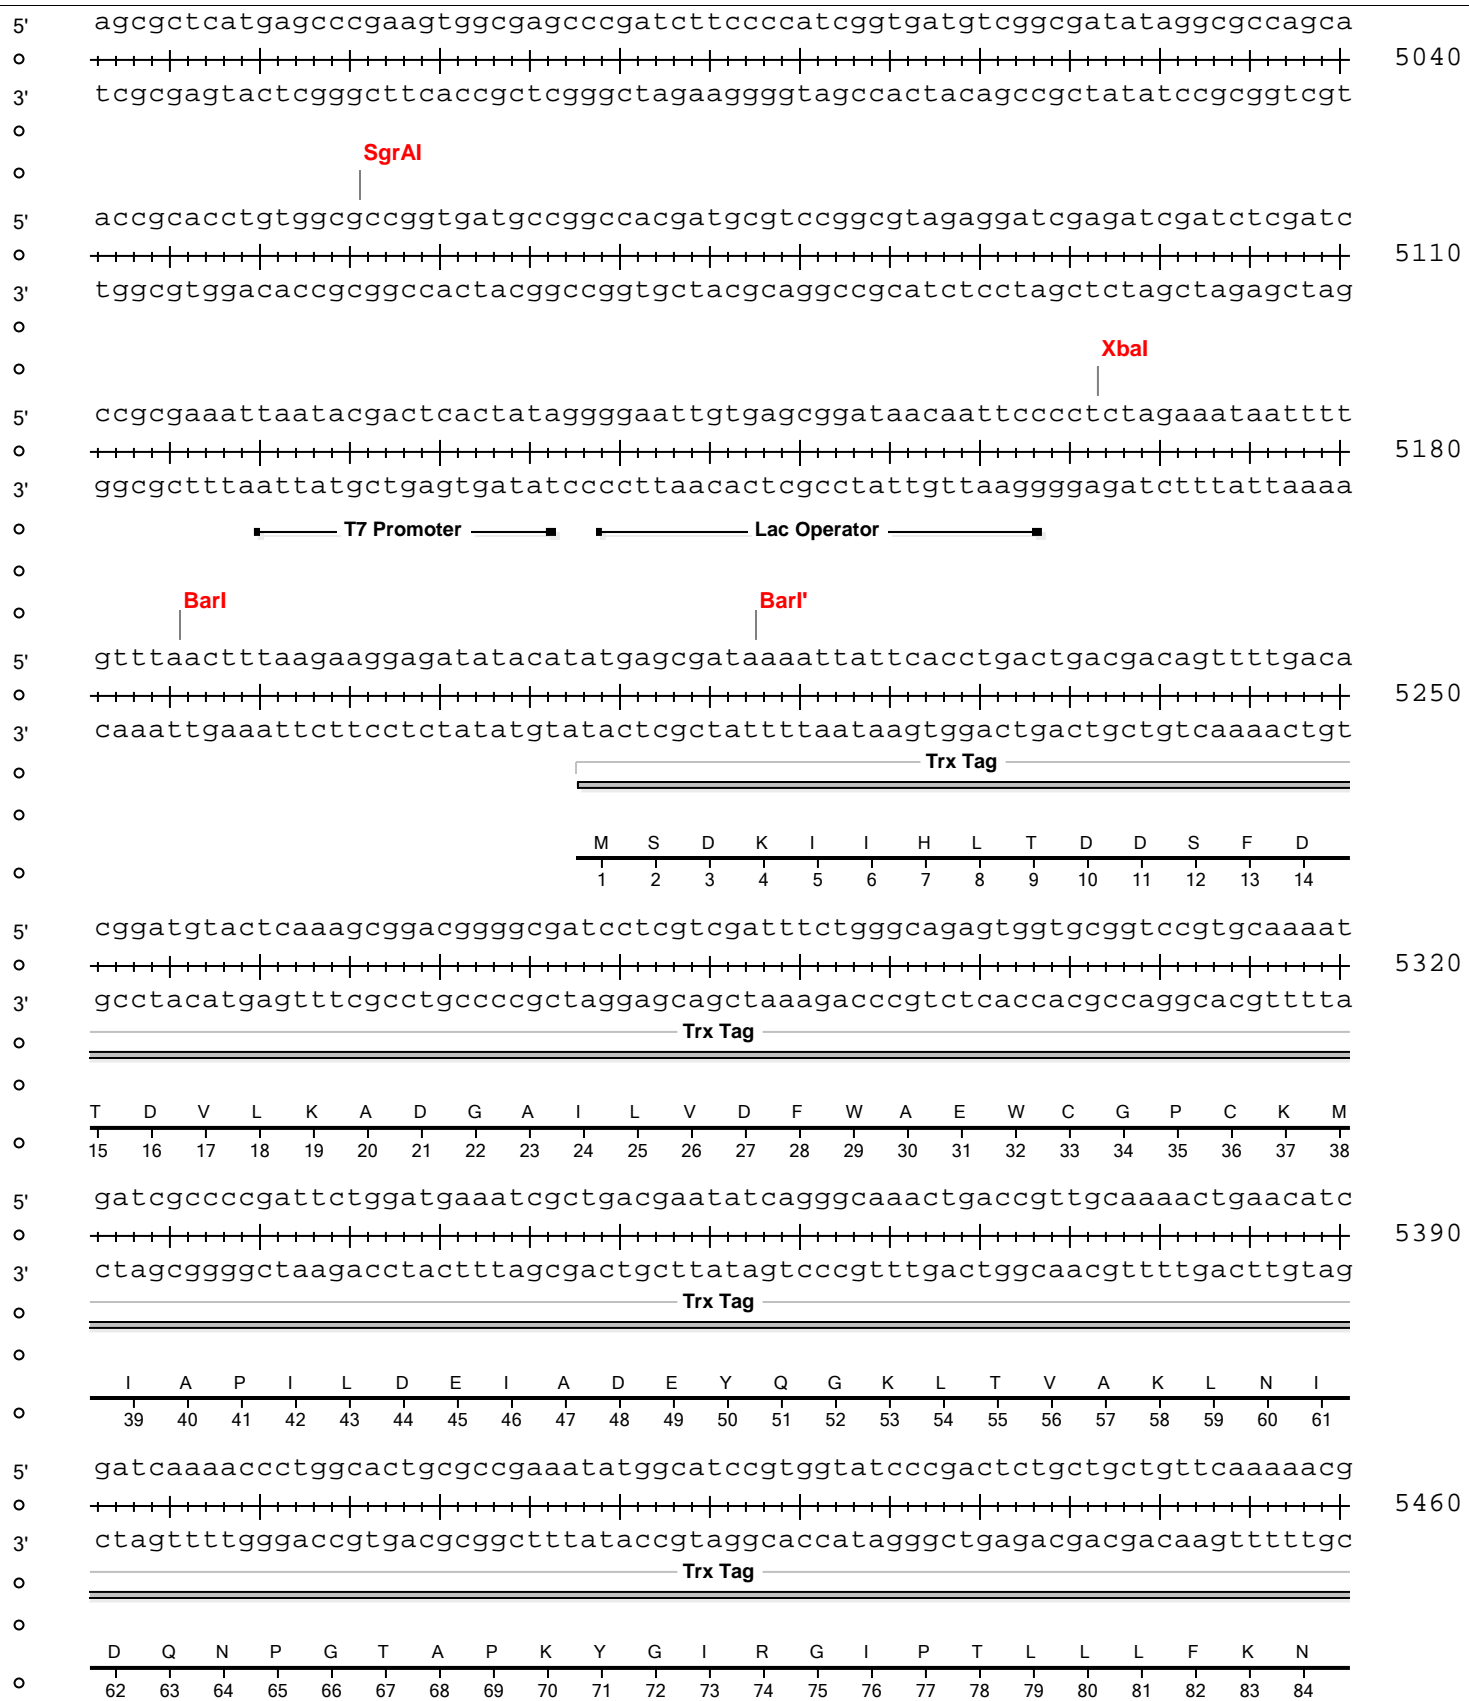 5' agcgctcatgagcccgaagtggcgagcccgatcttccccatcggtgatgtcggcgatataggcgccagca
5040
3' tcgcgagtactcgggcttcaccgctcgggctagaaggggtagccactacagccgctatatccgcggtcgt
SgrAI
5' accgcacctgtggcgccggtgatgccggccacgatgcgtccggcgtagaggatcgagatcgatctcgatc
5110
3' tggcgtggacaccgcggccactacggccggtgctacgcaggccgcatctcctagctctagctagagctag
XbaI
5' ccgcgaaattaatacgactcactataggggaattgtgagcggataacaattcccctctagaaataatttt
5180
3' ggcgctttaattatgctgagtgatatccccttaacactcgcctattgttaaggggagatctttattaaaa
T7 Promoter Lac Operator
BarI BarI'
5' gtttaactttaagaaggagatatacatatgagcgataaaattattcacctgactgacgacagttttgaca
5250
3' caaattgaaattcttcctctatatgtatactcgctattttaataagtggactgactgctgtcaaaactgt
Trx Tag
M S D K I I H L T D D S F D
1 2 3 4 5 6 7 8 9 10 11 12 13 14
5' cggatgtactcaaagcggacggggcgatcctcgtcgatttctgggcagagtggtgcggtccgtgcaaaat
5320
3' gcctacatgagtttcgcctgccccgctaggagcagctaaagacccgtctcaccacgccaggcacgtttta
Trx Tag
T D V L K A D G A I L V D F W A E W C G P C K M
15 16 17 18 19 20 21 22 23 24 25 26 27 28 29 30 31 32 33 34 35 36 37 38
5' gatcgccccgattctggatgaaatcgctgacgaatatcagggcaaactgaccgttgcaaaactgaacatc
5390
3' ctagcggggctaagacctactttagcgactgcttatagtcccgtttgactggcaacgttttgacttgtag
Trx Tag
I A P I L D E I A D E Y Q G K L T V A K L N I
39 40 41 42 43 44 45 46 47 48 49 50 51 52 53 54 55 56 57 58 59 60 61
5' gatcaaaaccctggcactgcgccgaaatatggcatccgtggtatcccgactctgctgctgttcaaaaacg
5460
3' ctagttttgggaccgtgacgcggctttataccgtaggcaccatagggctgagacgacgacaagtttttgc
Trx Tag
D Q N P G T A P K Y G I R G I P T L L L F K N
62 63 64 65 66 67 68 69 70 71 72 73 74 75 76 77 78 79 80 81 82 83 84